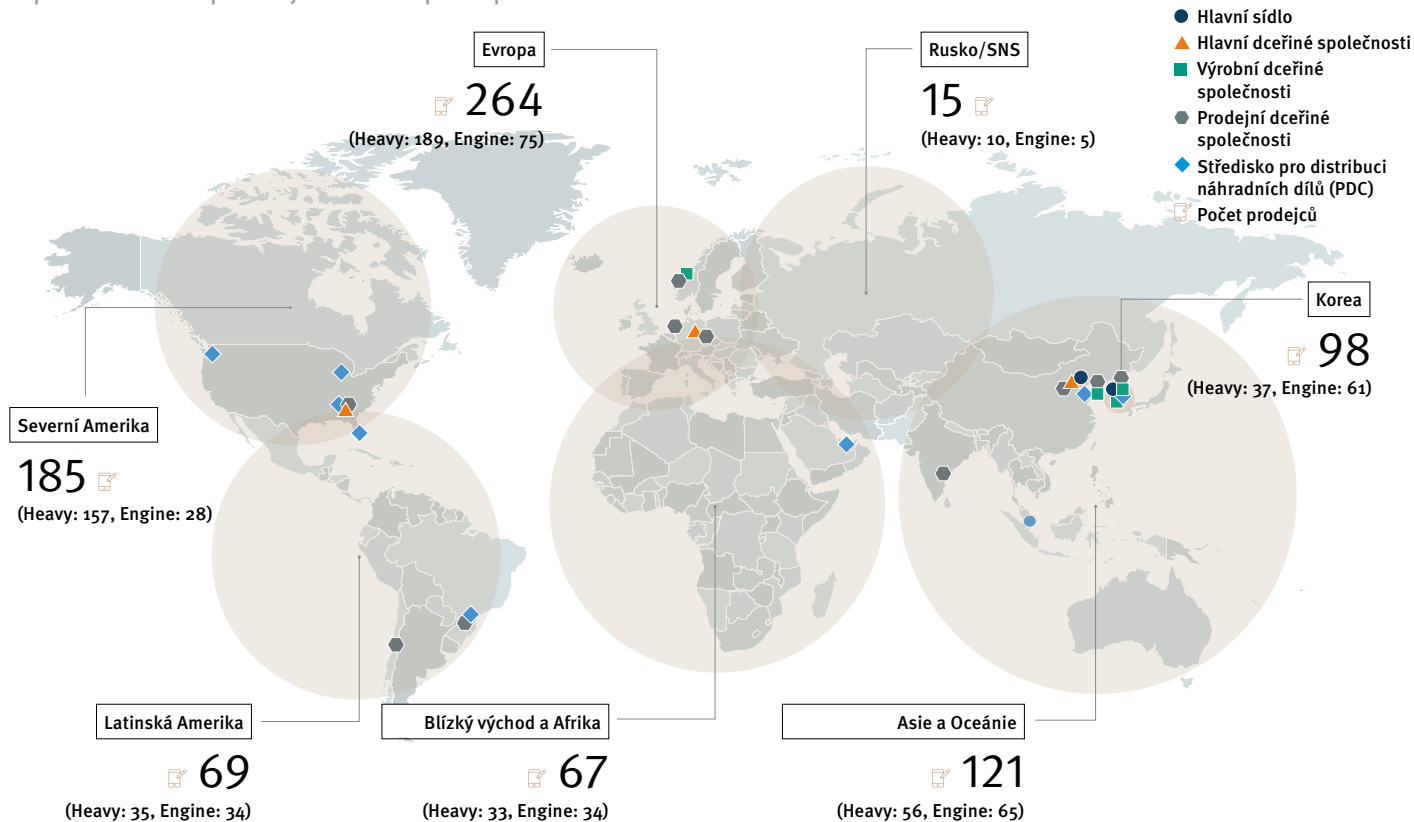 Hlavní sídlo
Hlavní dceřiné společnosti
Výrobní dceřiné
společnosti
Prodejní dceřiné
společnosti
Středisko pro distribuci
náhradních dílů (PDC)
Počet prodejců
Evropa
264
(Heavy: 189, Engine: 75)
Rusko/SNS
15
(Heavy: 10, Engine: 5)
Korea
98
(Heavy: 37, Engine: 61)
Severní Amerika
185
(Heavy: 157, Engine: 28)
Latinská Amerika
69
(Heavy: 35, Engine: 34)
Blízký východ a Afrika
67
(Heavy: 33, Engine: 34)
Asie a Oceánie
121
(Heavy: 56, Engine: 65)